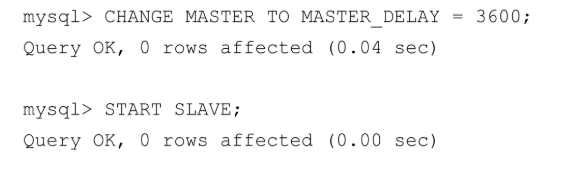 mysql> CHANGE MASTER TO MASTER_DELAY = 3600;
Query OK, 0 rows affected (0.04 sec)
mysql> START SLAVE;
Query OK, 0 rows affected (0.00 sec)